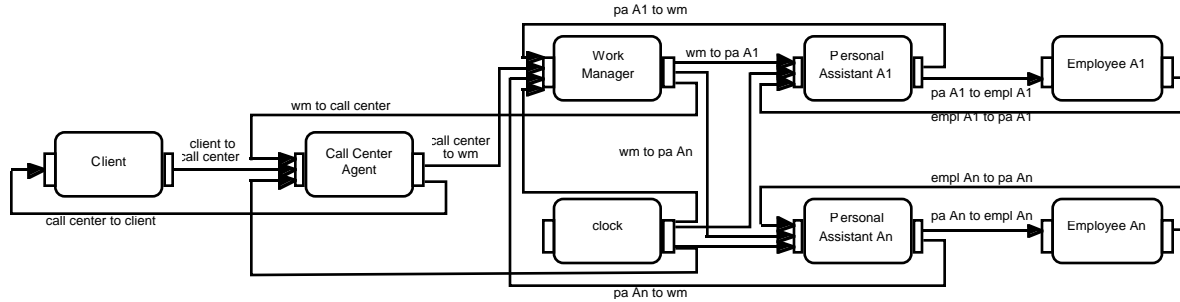 pa A1 to wm
Work
Manager
wm to pa A1
Personal
Assistant A1
Employee A1
pa A1 to empl A1
empl A1 to pa A1
wm to call center
client to
call center
call center
to wm
Client
Call Center
Agent
wm to pa An
call center to client
clock
empl An to pa An
Personal
Assistant An
pa An to empl An
Employee An
pa An to wm